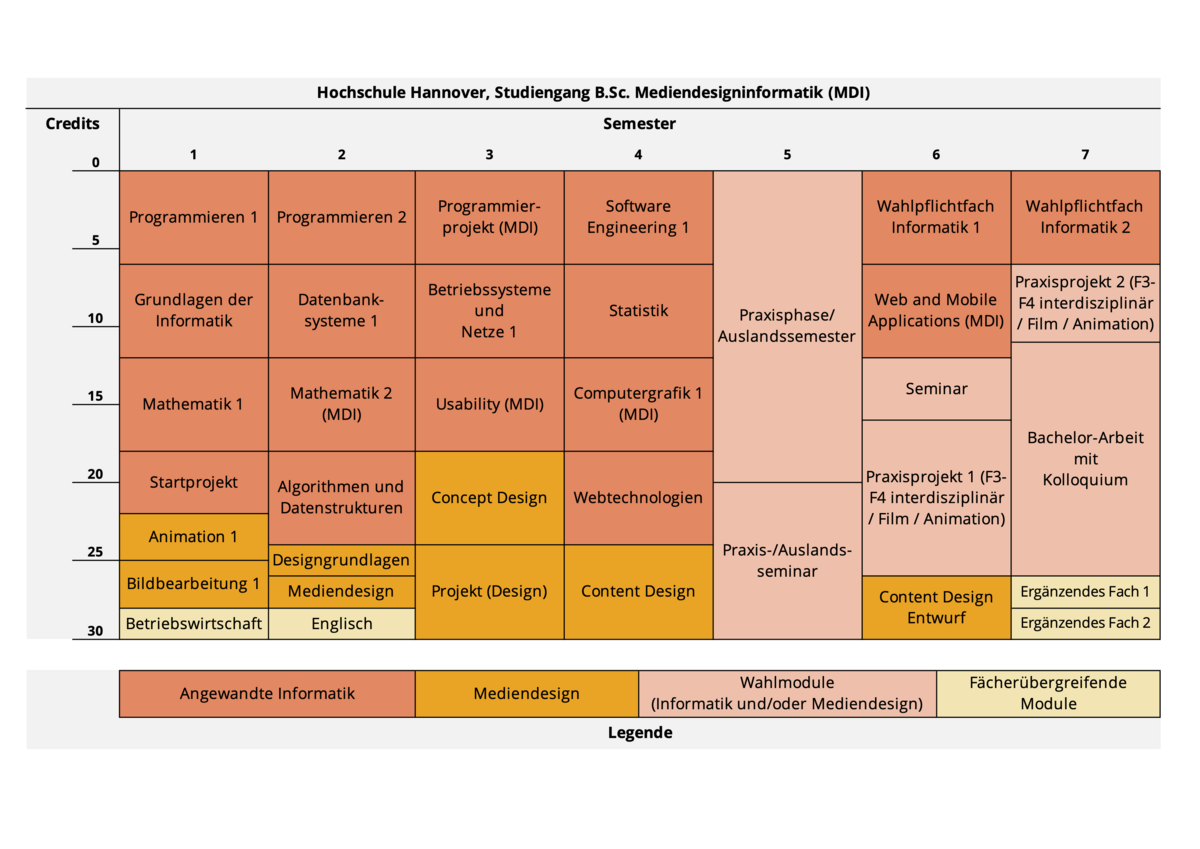 Hochschule Hannover, Studiengang B.Sc. Mediendesigninformatik (MDI)
Credits
Semester
0
1
2
3
4
5
6
7
5
10
15
20
25
30
Programmieren 1
Grundlagen der
Informatik
Mathematik 1
Startprojekt
Animation 1
Bildbearbeitung 1
Betriebswirtschaft
Programmieren 2
Datenbank-
systeme 1
Mathematik 2
(MDI)
Algorithmen und
Datenstrukturen
Designgrundlagen
Mediendesign
Englisch
Programmier-
projekt (MDI)
Betriebssysteme
und
Netze 1
Usability (MDI)
Concept Design
Projekt (Design)
Software
Engineering 1
Statistik
Computergrafik 1
(MDI)
Webtechnologien
Content Design
Praxisphase/
Auslandssemester
Praxis-/Auslands-
seminar
Wahlpflichtfach
Informatik 1
Web and Mobile
Applications (MDI)
Seminar
Praxisprojekt 1 (F3-
F4 interdisziplinär
/ Film / Animation)
Content Design
Entwurf
Wahlpflichtfach
Informatik 2
Praxisprojekt 2 (F3-
F4 interdisziplinär
/ Film / Animation)
Bachelor-Arbeit
mit
Kolloquium
Ergänzendes Fach 1
Ergänzendes Fach 2
Angewandte Informatik
Mediendesign
Wahlmodule
(Informatik und/oder Mediendesign)
Fächerübergreifende
Module
Legende